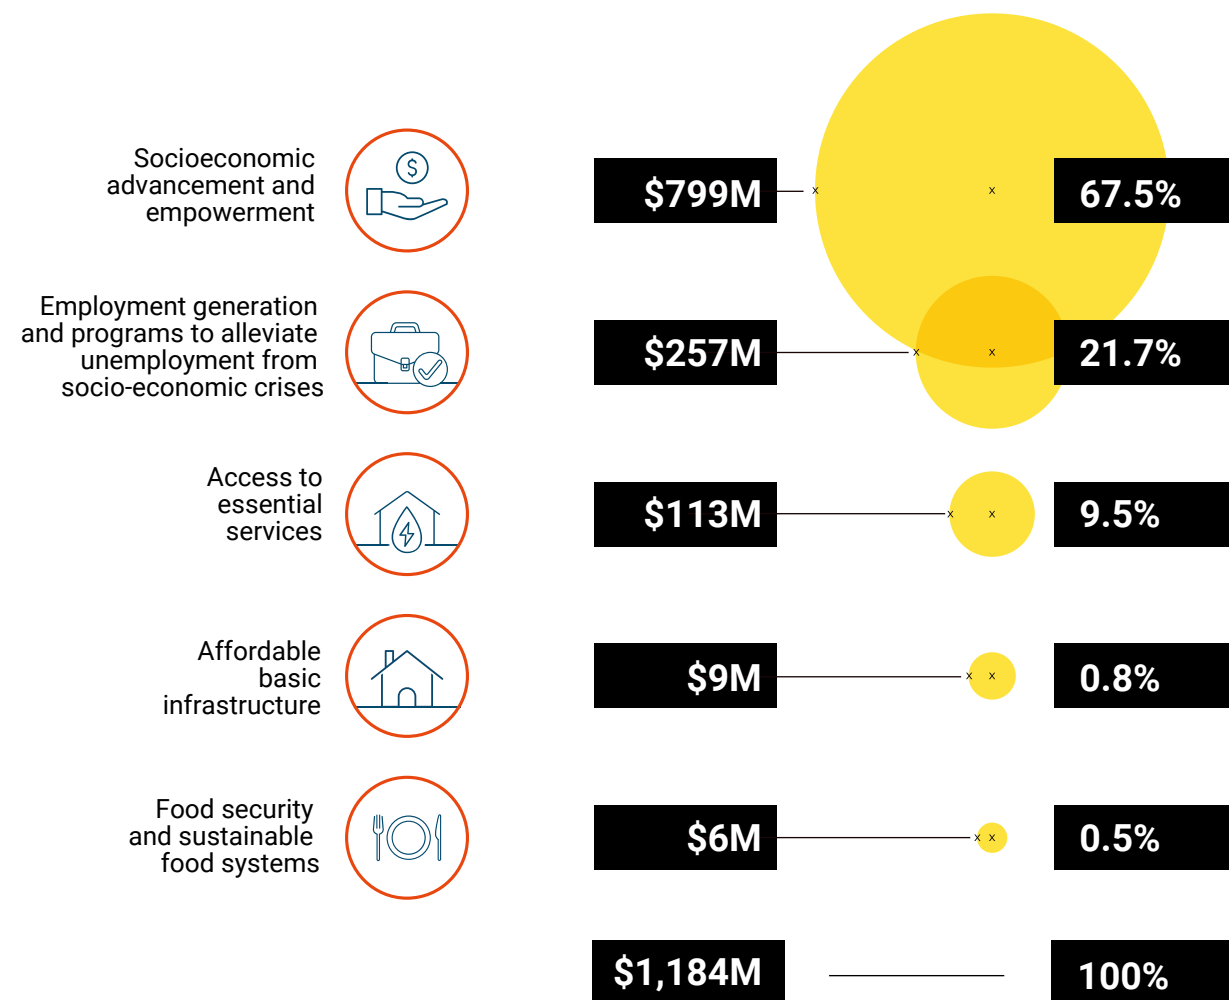 Socioeconomic
advancement and
empowerment
$
$799M
67.5%
Employment generation
and programs to alleviate
unemployment from
socio-economic crises
$257M
21.7%
Access to
essential
services
$113M
9.5%
Affordable
basic
infrastructure
$9M
0.8%
Food security
and sustainable
food systems
$6M
0.5%
$1,184M
100%